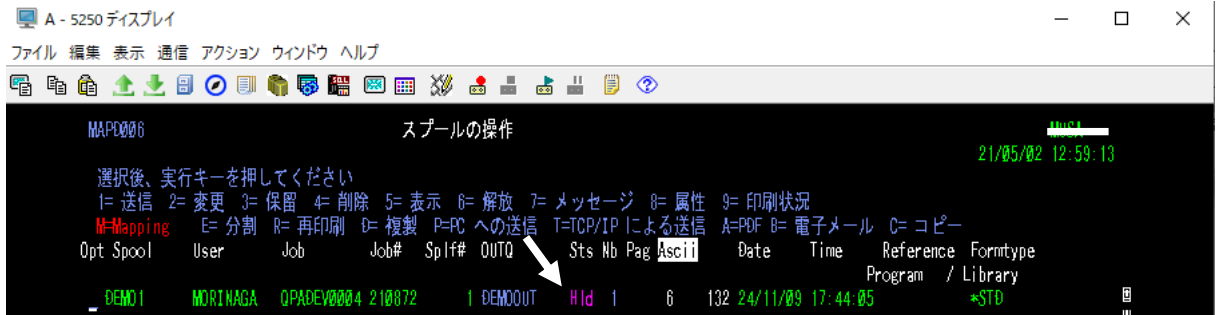 A - 5250 ディスプレイ
ファイル 編集 表示 通信 アクション ウィンドウ ヘルプ
MAPD006 スプールの操作
21/05/02 12:59:13
選択後、実行キーを押してください
1= 送信 2= 変更 3= 保留 4= 削除 5= 表示 6= 解放 7= メッセージ 8= 属性 9= 印刷状況
M=Mapping E= 分割 R= 再印刷 D= 複製 P=PC への送信 T=TCP/IP による送信 A=PDF B= 電子メール C= コピー
Opt Spool User Job Job# Splf# OUTQ Sts Nb Pag Ascii Date Time Reference Formtype
Program / Library
_ DEMO1 MORINAGA QPADEV0004 210872 1 DEMOOUT Hld 1 6 132 24/11/09 17:44:05 *STD